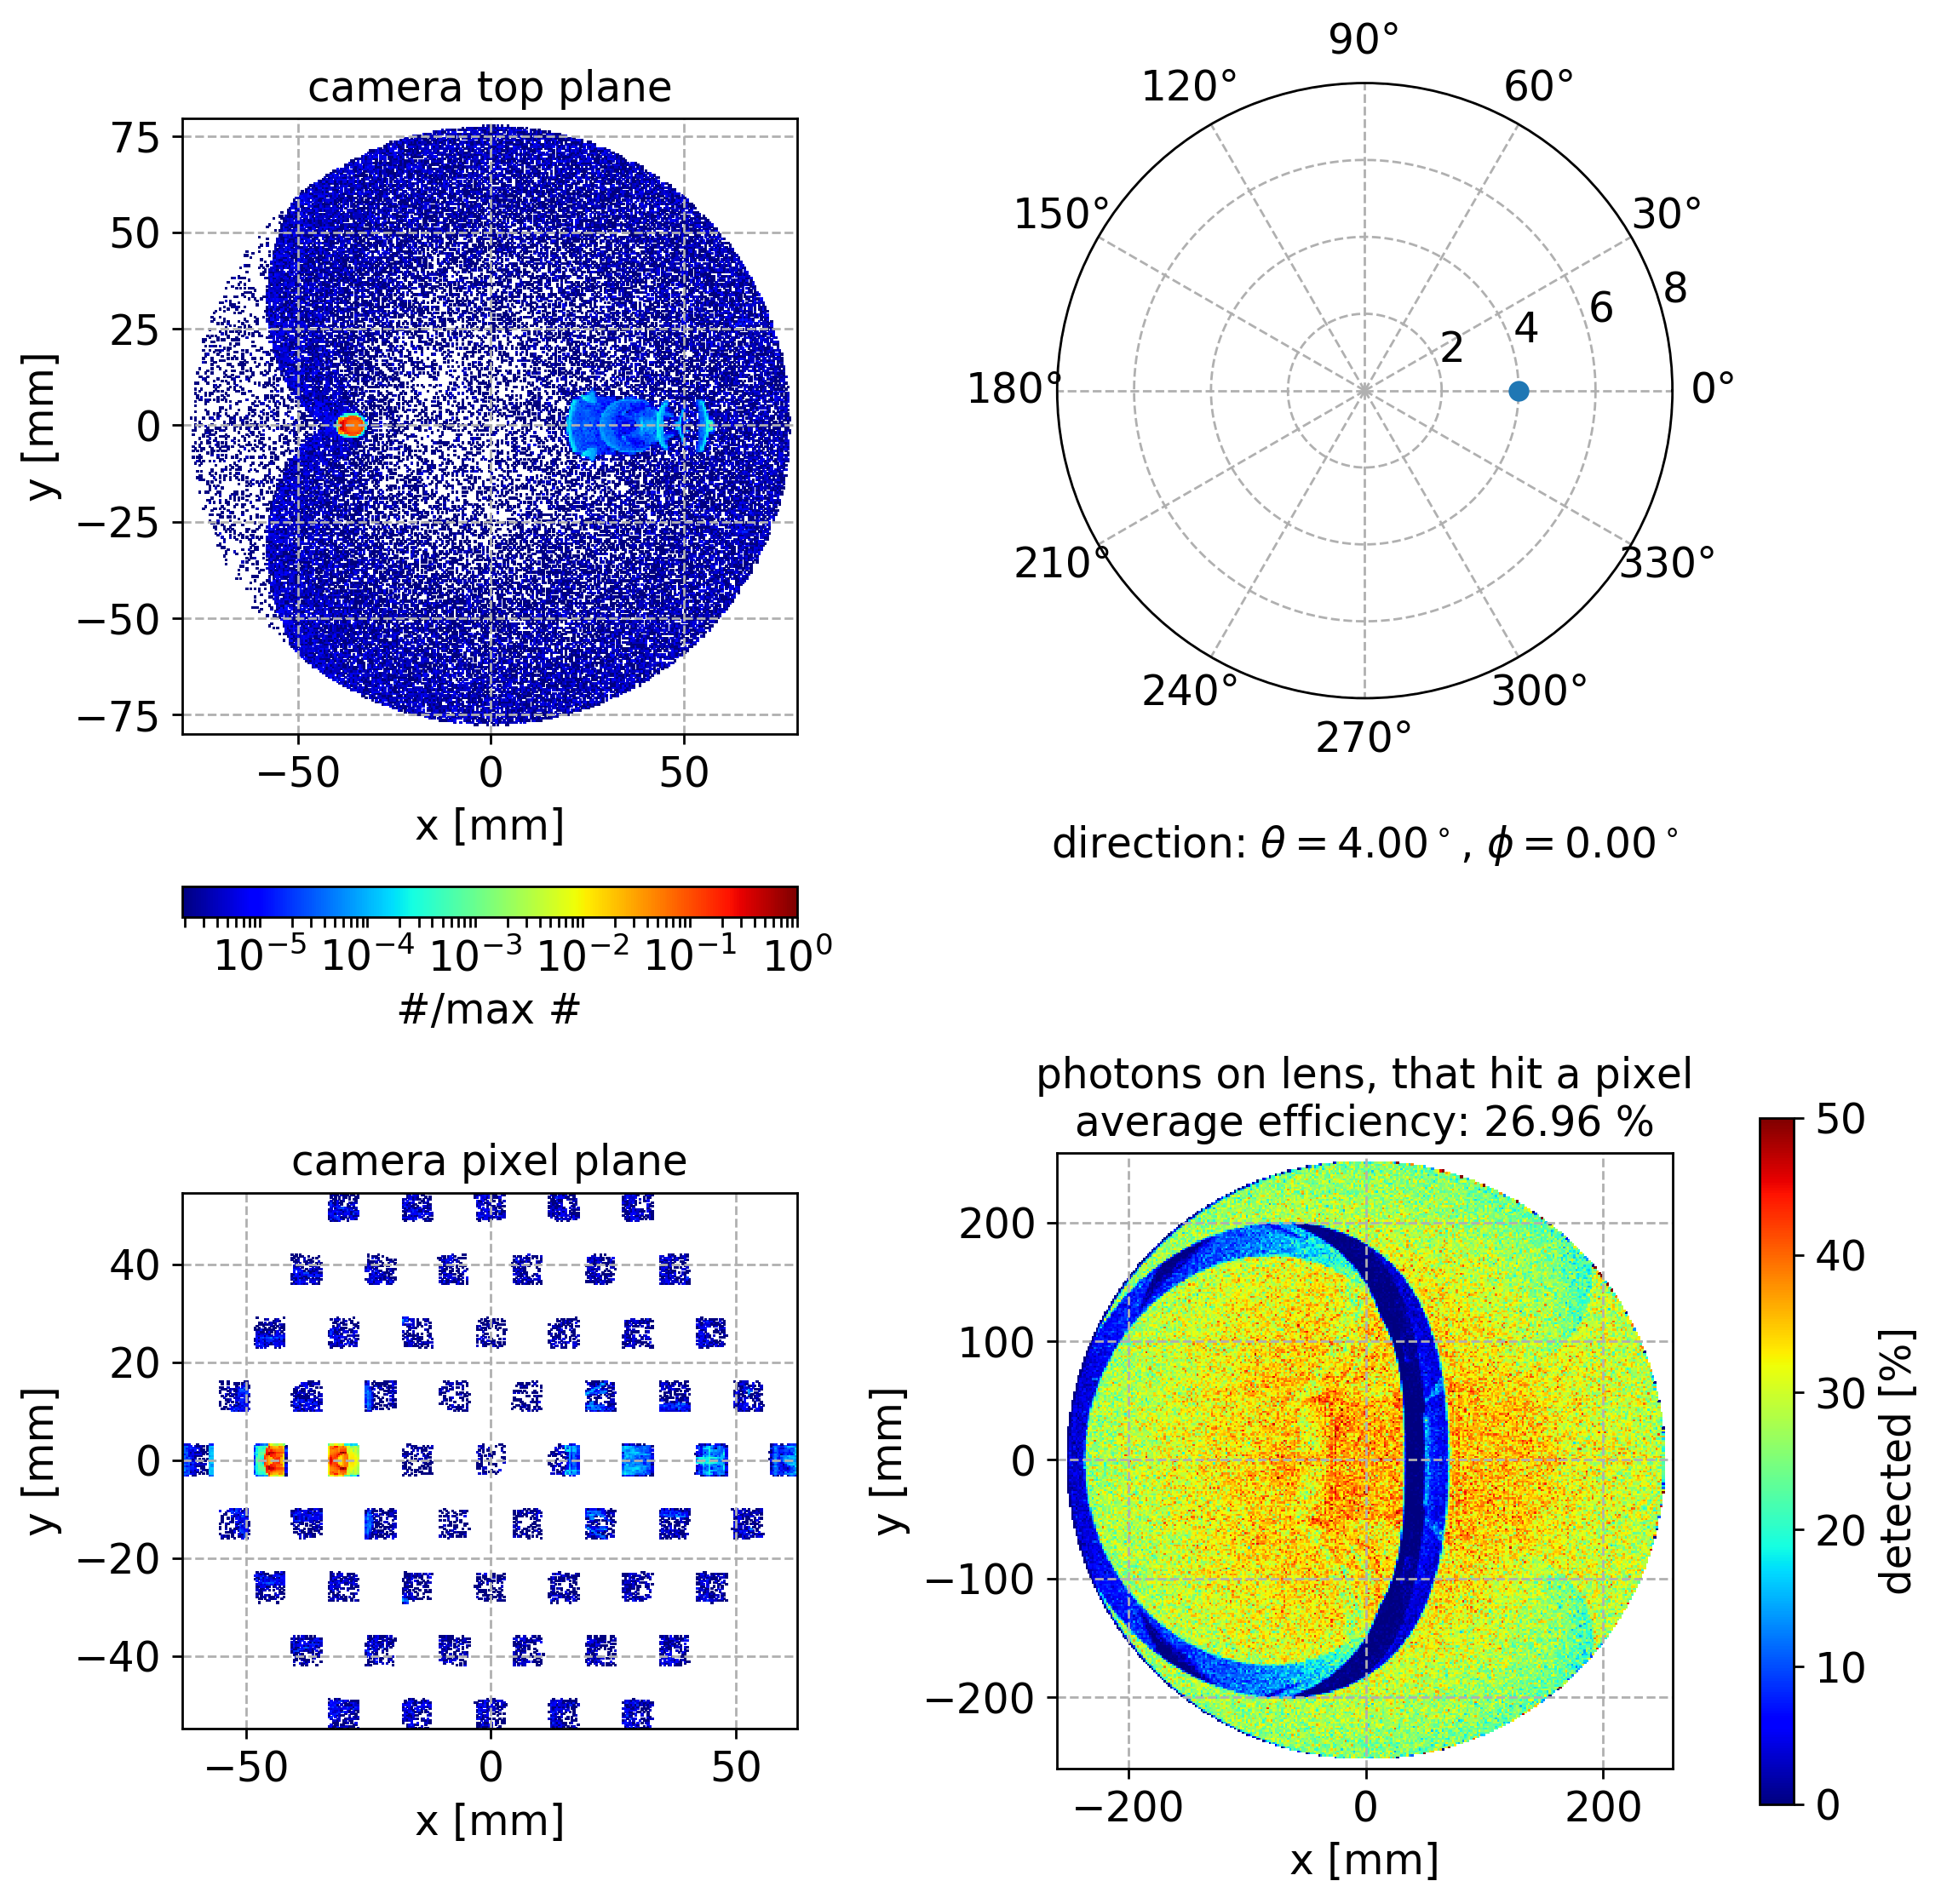 camera top plane
75
50
25
0
−25
−50
−75
y [mm]
−50 0 50
x [mm]
10⁻⁵ 10⁻⁴ 10⁻³ 10⁻² 10⁻¹ 10⁰
#/max #
90°
120° 60°
150° 30°
2 4 6 8
180° 0°
210° 330°
240° 300°
270°
direction: θ = 4.00°, ϕ = 0.00°
camera pixel plane
40
20
0
−20
−40
y [mm]
−50 0 50
x [mm]
photons on lens, that hit a pixel
average efficiency: 26.96 %
200
100
0
−100
−200
y [mm]
−200 0 200
x [mm]
50
40
30
20
10
0
detected [%]